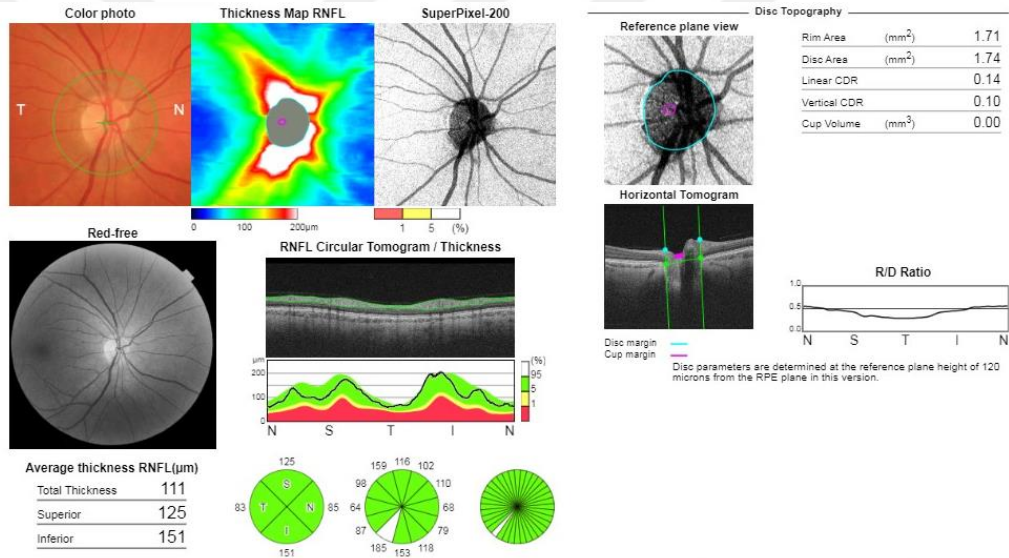 Color photo
T
N
Thickness Map RNFL
0 100 200μm
SuperPixel-200
1 5 (%)
Red-free
RNFL Circular Tomogram / Thickness
μm
200
100
0
N S T I N
(%)
95
5
1
Average thickness RNFL(μm)
Total Thickness 111
Superior 125
Inferior 151
125
S
83 T N 85
I
151
159 116 102
98 110
64 68
87 79
185 153 118
Disc Topography
Reference plane view
Rim Area (mm²) 1.71
Disc Area (mm²) 1.74
Linear CDR 0.14
Vertical CDR 0.10
Cup Volume (mm³) 0.00
Horizontal Tomogram
Disc margin
Cup margin
R/D Ratio
1.0
0.5
0.0
N S T I N
Disc parameters are determined at the reference plane height of 120
microns from the RPE plane in this version.